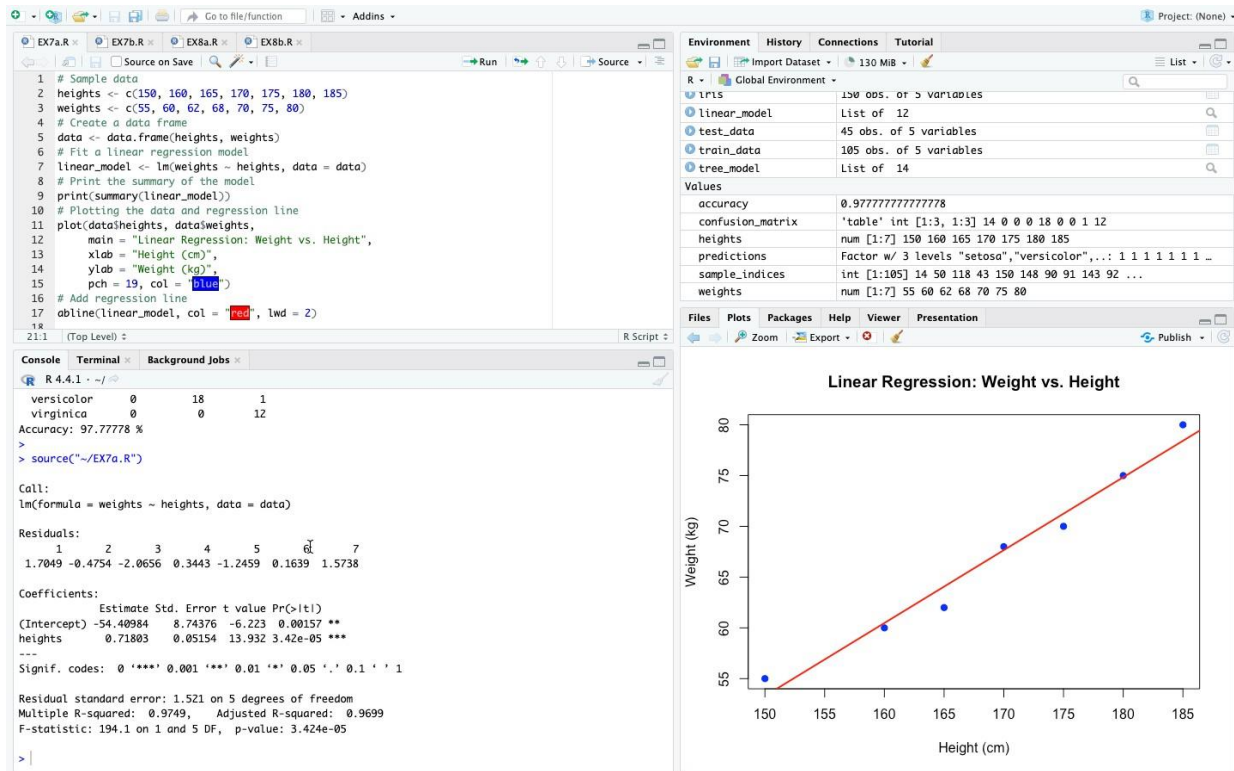 Go to file/function
Addins
Project: (None)
EX7a.R
EX7b.R
EX8a.R
EX8b.R
Source on Save
Run
Source
1 # Sample data
2 heights <- c(150, 160, 165, 170, 175, 180, 185)
3 weights <- c(55, 60, 62, 68, 70, 75, 80)
4 # Create a data frame
5 data <- data.frame(heights, weights)
6 # Fit a linear regression model
7 linear_model <- lm(weights ~ heights, data = data)
8 # Print the summary of the model
9 print(summary(linear_model))
10 # Plotting the data and regression line
11 plot(data$heights, data$weights,
12 main = "Linear Regression: Weight vs. Height",
13 xlab = "Height (cm)",
14 ylab = "Weight (kg)",
15 pch = 19, col = "blue")
16 # Add regression line
17 abline(linear_model, col = "red", lwd = 2)
18
21:1 (Top Level)
R Script
Console Terminal Background Jobs
R 4.4.1 · ~/
versicolor 0 18 1
virginica 0 0 12
Accuracy: 97.77778 %
>
> source("~/EX7a.R")
Call:
lm(formula = weights ~ heights, data = data)
Residuals:
1 2 3 4 5 6 7
1.7049 -0.4754 -2.0656 0.3443 -1.2459 0.1639 1.5738
Coefficients:
Estimate Std. Error t value Pr(>|t|)
(Intercept) -54.40984 8.74376 -6.223 0.00157 **
heights 0.71803 0.05154 13.932 3.42e-05 ***
---
Signif. codes: 0 ‘***’ 0.001 ‘**’ 0.01 ‘*’ 0.05 ‘.’ 0.1 ‘ ’ 1
Residual standard error: 1.521 on 5 degrees of freedom
Multiple R-squared: 0.9749, Adjusted R-squared: 0.9699
F-statistic: 194.1 on 1 and 5 DF, p-value: 3.424e-05
>
Environment History Connections Tutorial
Import Dataset 130 MiB List
R Global Environment
iris 150 obs. of 5 variables
linear_model List of 12
test_data 45 obs. of 5 variables
train_data 105 obs. of 5 variables
tree_model List of 14
Values
accuracy 0.977777777777778
confusion_matrix 'table' int [1:3, 1:3] 14 0 0 0 18 0 0 1 12
heights num [1:7] 150 160 165 170 175 180 185
predictions Factor w/ 3 levels "setosa","versicolor",..: 1 1 1 1 1 1 1 …
sample_indices int [1:105] 14 50 118 43 150 148 90 91 143 92 ...
weights num [1:7] 55 60 62 68 70 75 80
Files Plots Packages Help Viewer Presentation
Zoom Export Publish
Linear Regression: Weight vs. Height
80
75
70
65
60
55
Weight (kg)
150 155 160 165 170 175 180 185
Height (cm)